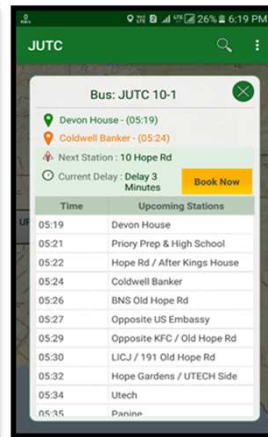 26% 6:19 PM
JUTC
Bus: JUTC 10-1
Devon House - (05:19)
Coldwell Banker - (05:24)
Next Station : 10 Hope Rd
Current Delay : Delay 3
Minutes
Book Now
Time Upcoming Stations
05:19 Devon House
05:21 Priory Prep & High School
05:22 Hope Rd / After Kings House
05:24 Coldwell Banker
05:26 BNS Old Hope Rd
05:27 Opposite US Embassy
05:29 Opposite KFC / Old Hope Rd
05:30 LICJ / 191 Old Hope Rd
05:32 Hope Gardens / UTECH Side
05:34 Utech
05:35 Papine